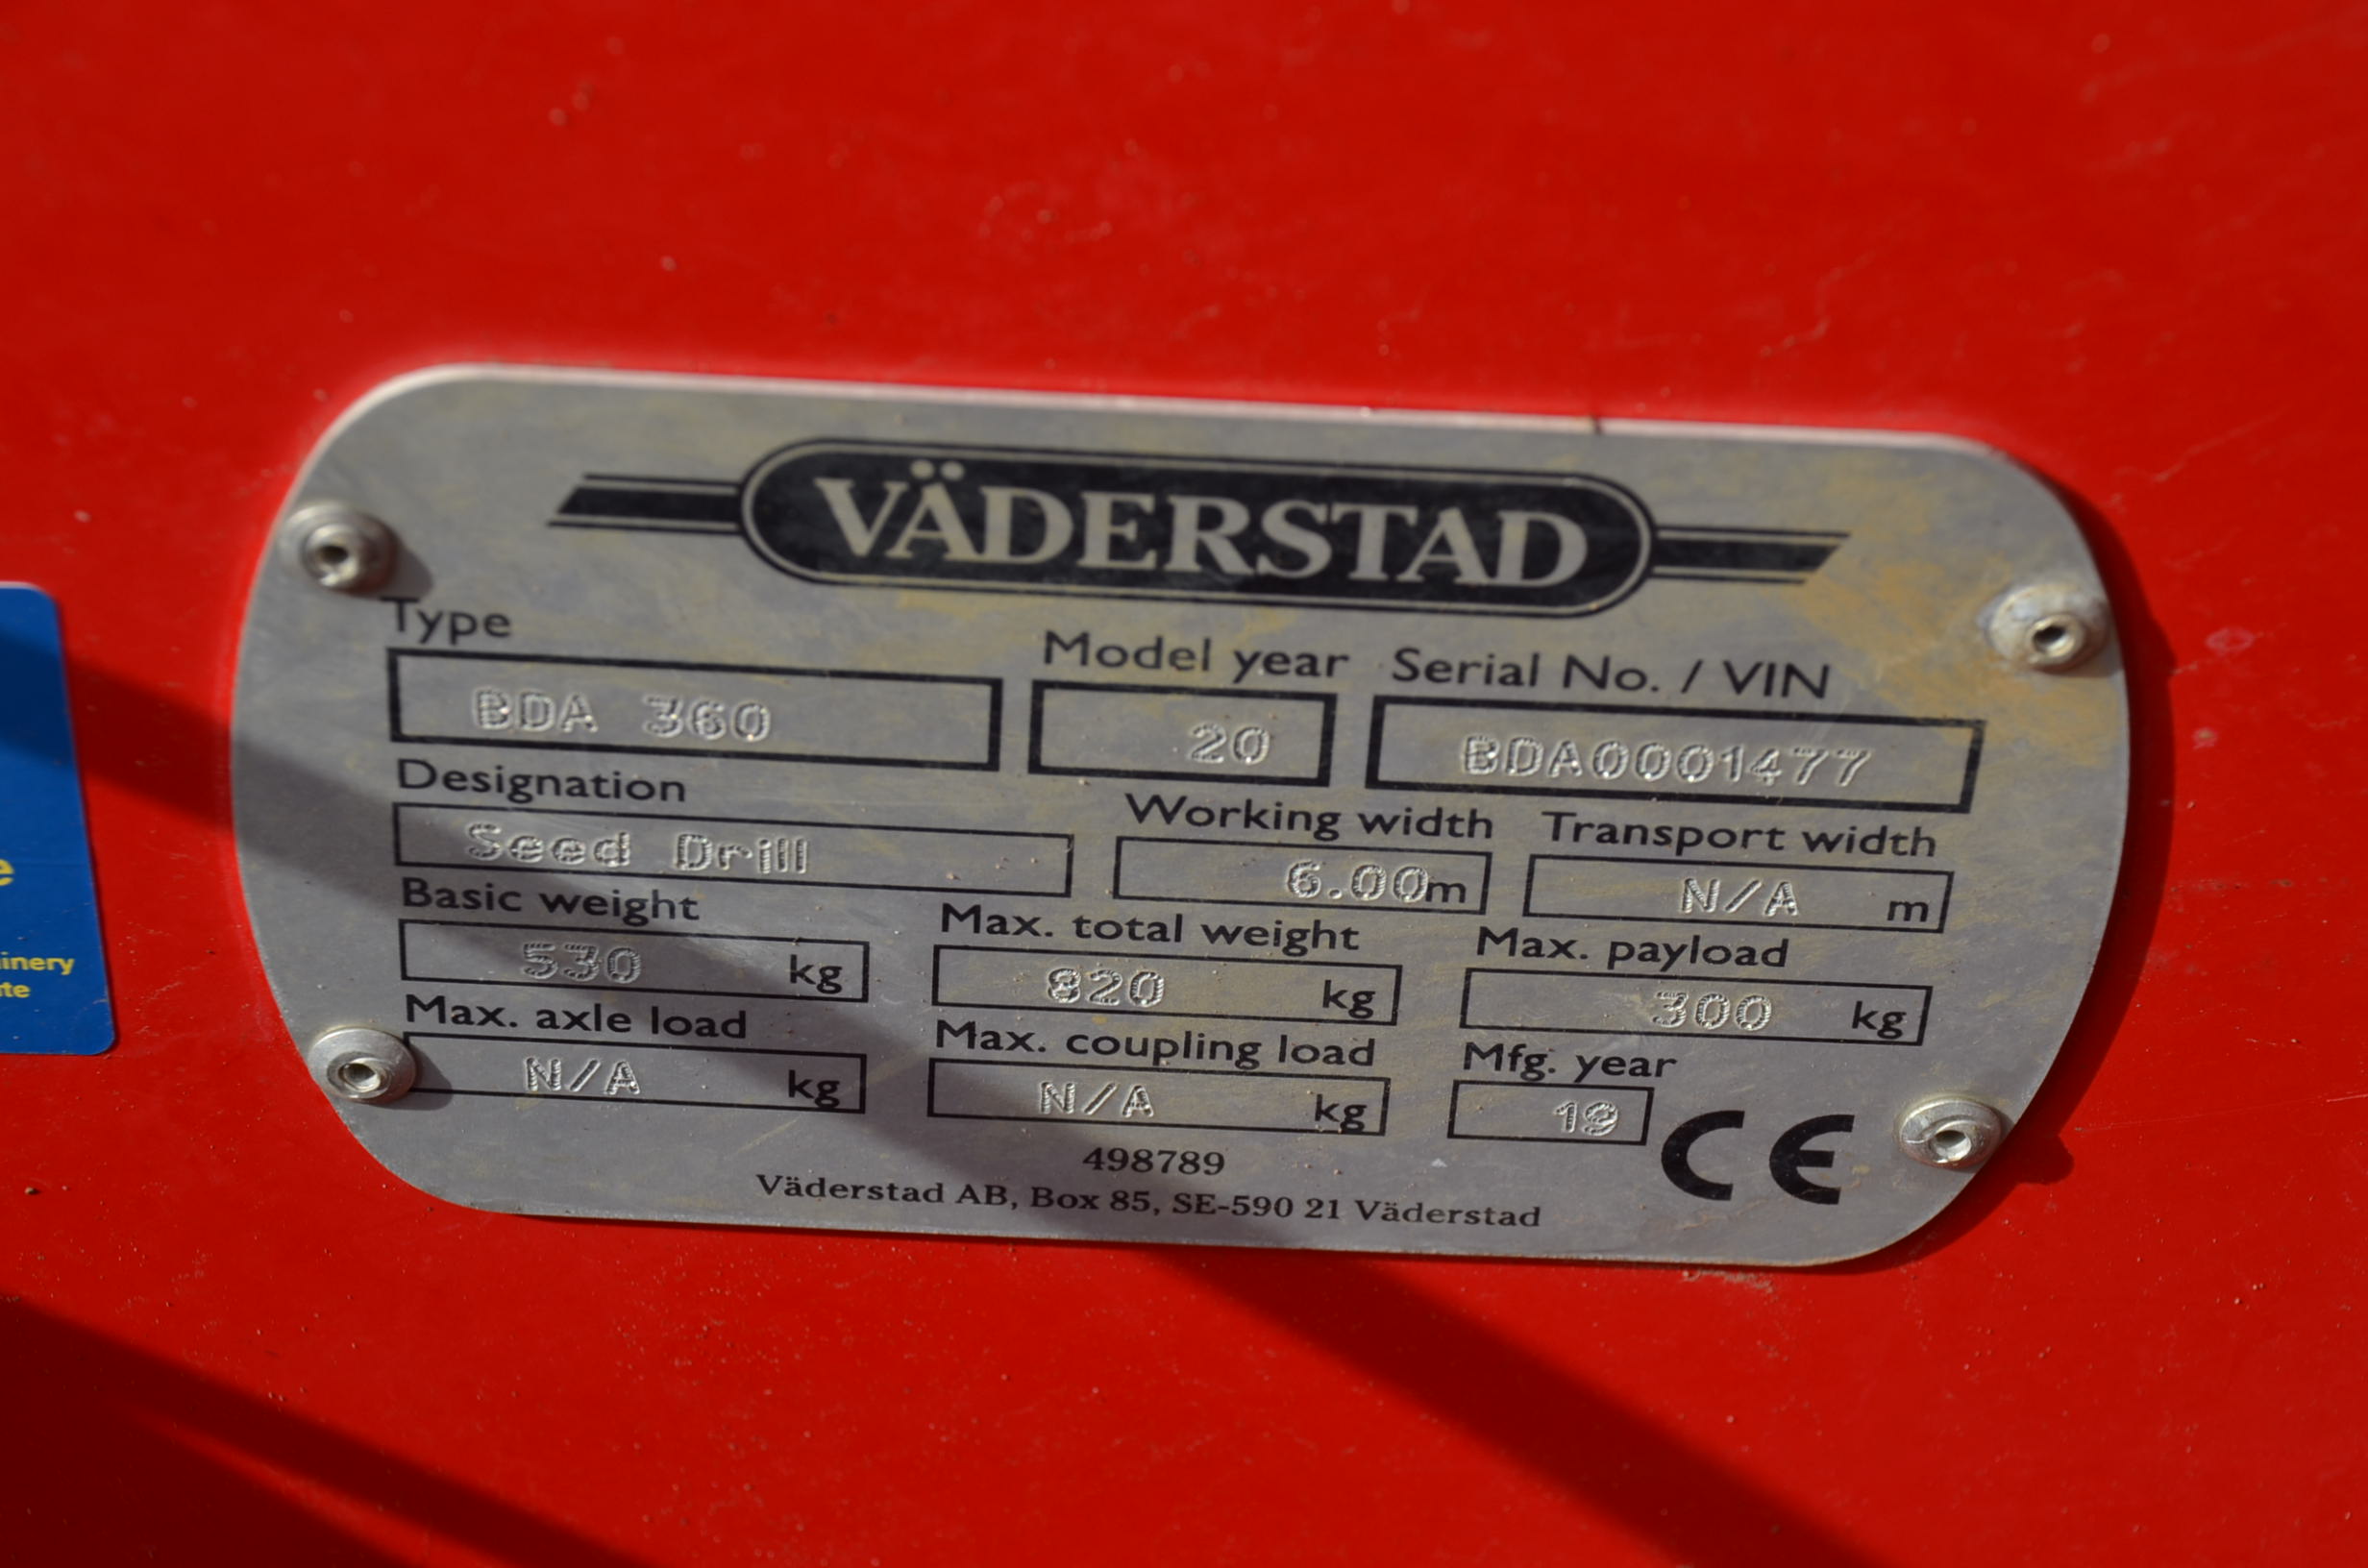 VÄDERSTAD
Type
Model year
Serial No. / VIN
BDA 360
20
BDA0001477
Designation
Working width
Transport width
Seed Drill
6.00m
N/A m
Basic weight
Max. total weight
Max. payload
530 kg
820 kg
300 kg
Max. axle load
Max. coupling load
Mfg. year
N/A kg
N/A kg
19
CE
498789
Väderstad AB, Box 85, SE-590 21 Väderstad